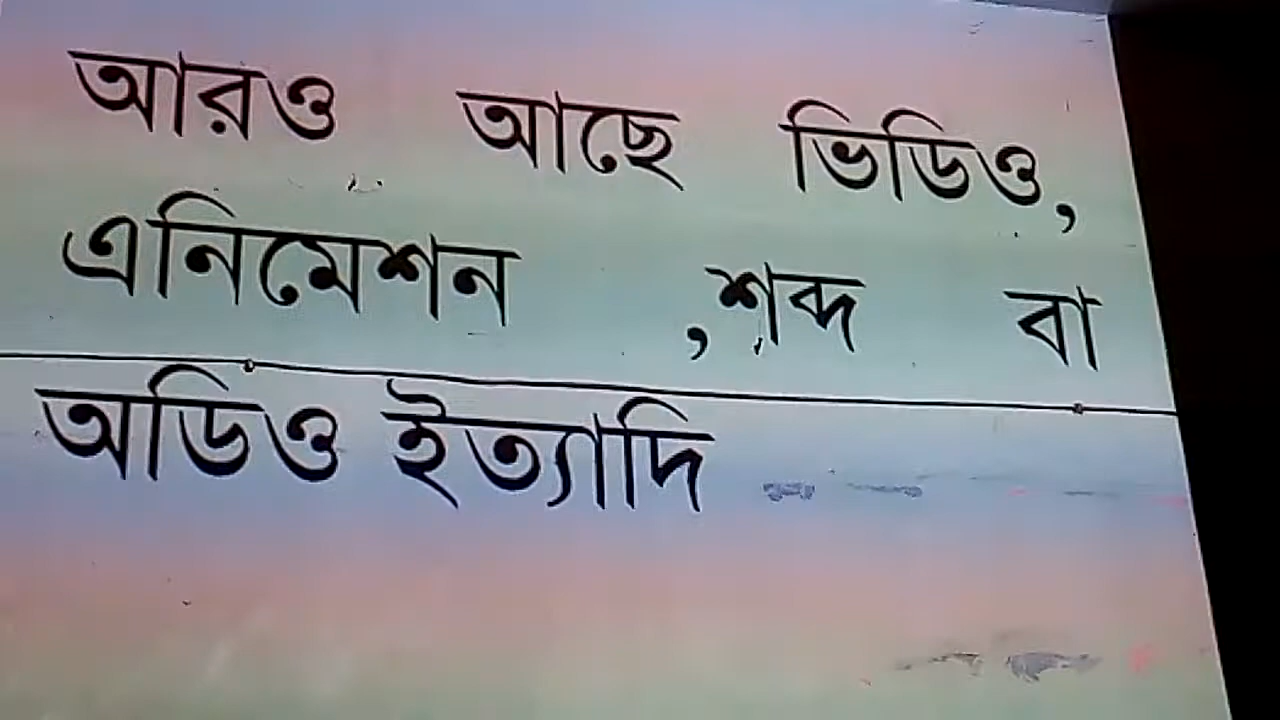 আরও আছে ভিডিও,
এনিমেশন ,শব্দ বা
অডিও ইত্যাদি